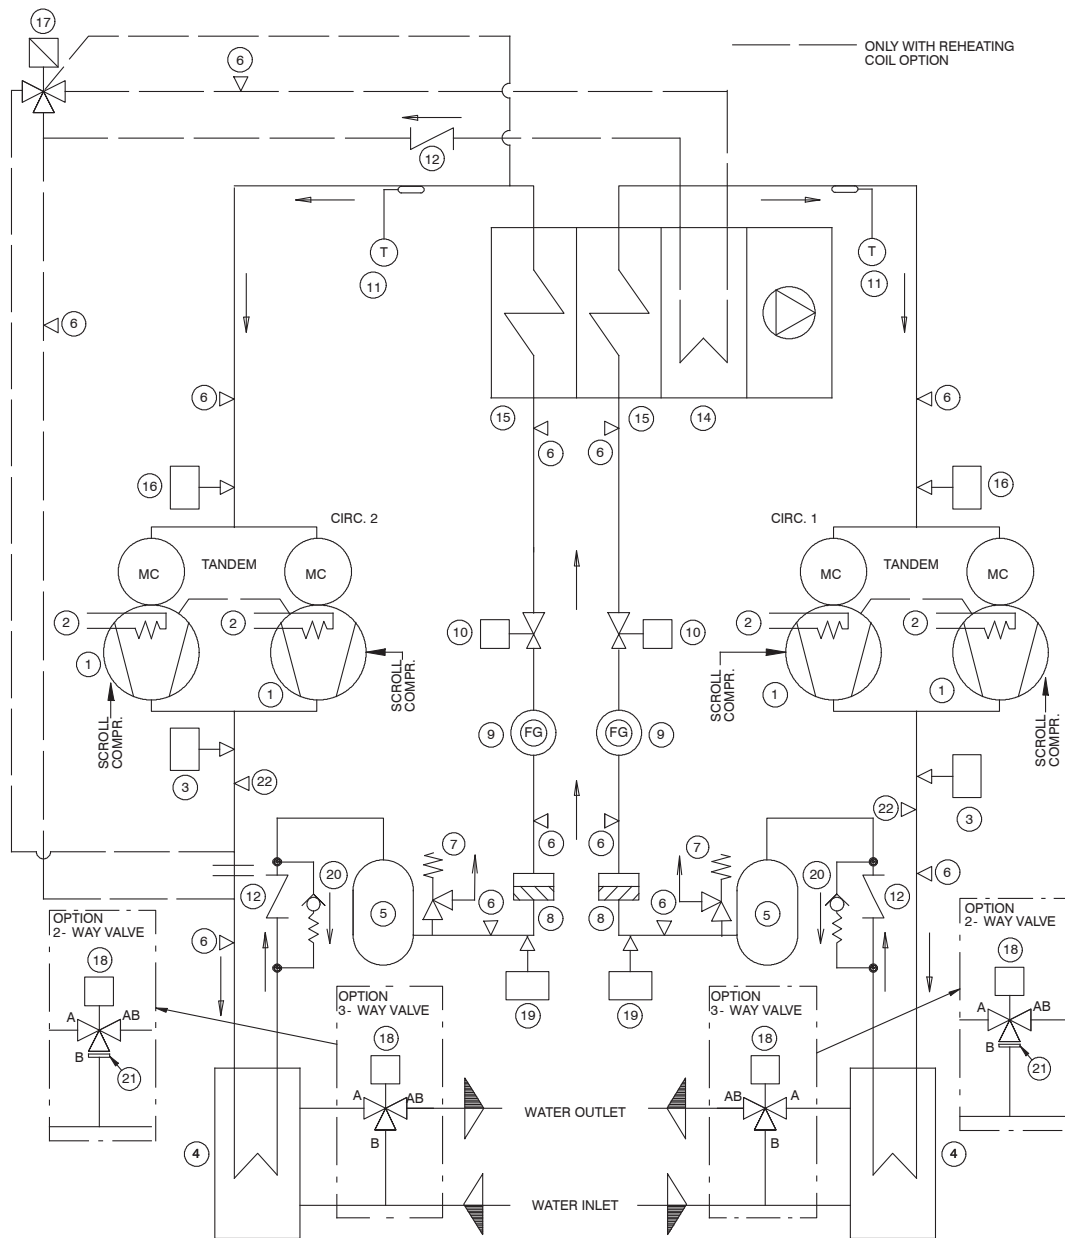 17
6
ONLY WITH REHEATING
COIL OPTION
12
T
11
T
11
6
6
6
15
15
14
6
6
16
16
CIRC. 2
CIRC. 1
MC
TANDEM
MC
MC
TANDEM
MC
2
2
2
2
10
10
1
1
1
1
SCROLL
COMPR.
SCROLL
COMPR.
SCROLL
COMPR.
SCROLL
COMPR.
9
FG
FG
9
3
22
22
3
7
6
6
7
12
20
5
6
8
8
6
5
20
12
6
OPTION
2- WAY VALVE
6
OPTION
2- WAY VALVE
18
A
AB
B
21
19
19
18
A
AB
B
21
OPTION
3- WAY VALVE
18
A
AB
B
OPTION
3- WAY VALVE
18
AB
A
B
WATER OUTLET
4
4
WATER INLET